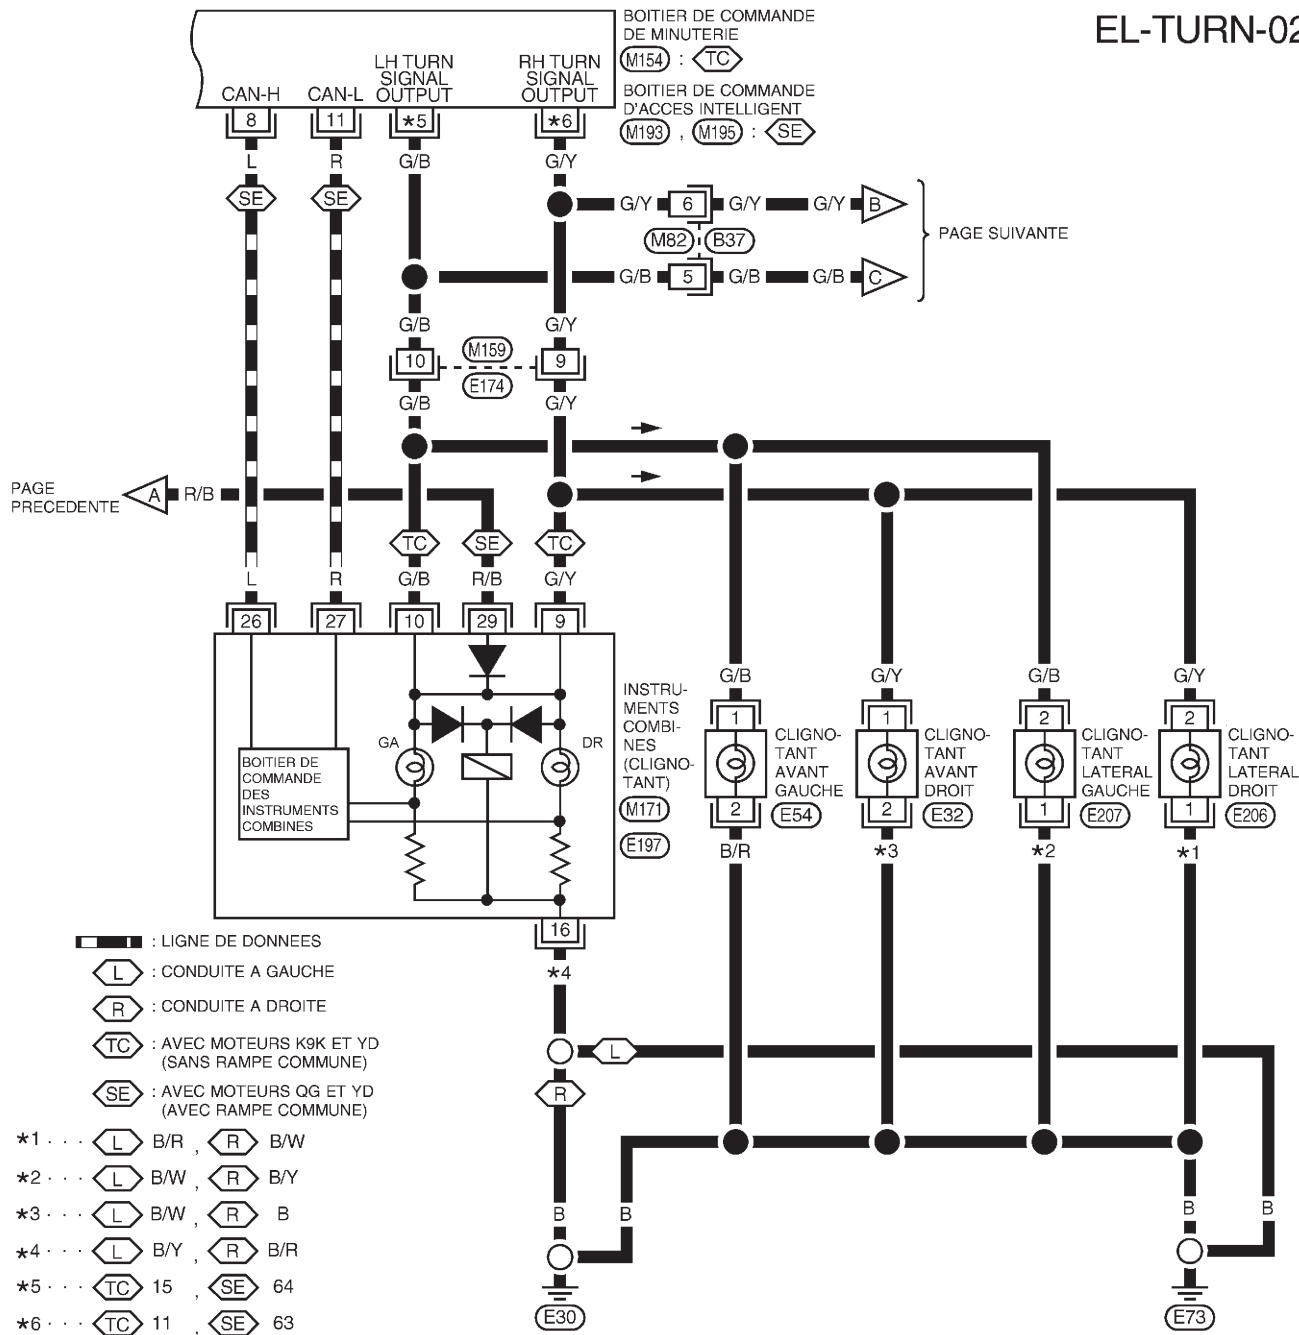 EL-TURN-02
BOITIER DE COMMANDE
DE MINUTERIE
M154 : TC
BOITIER DE COMMANDE
D'ACCES INTELLIGENT
M193 , M195 : SE
CAN-H
CAN-L
LH TURN
SIGNAL
OUTPUT
RH TURN
SIGNAL
OUTPUT
8 11 ★5 ★6
L R G/B G/Y
SE SE
G/Y 6 G/Y G/Y B
M82 B37
PAGE SUIVANTE
G/B 5 G/B G/B C
G/B G/Y
10 M159 9
E174
G/B G/Y
PAGE
PRECEDENTE
A R/B
TC SE TC
L R G/B R/B G/Y
26 27 10 29 9
GA DR
BOITIER DE
COMMANDE
DES
INSTRUMENTS
COMBINES
INSTRU-
MENTS
COMBI-
NES
(CLIGNO-
TANT)
M171
E197
G/B G/Y G/B G/Y
1 1 2 2
CLIGNO-
TANT
AVANT
GAUCHE
E54
CLIGNO-
TANT
AVANT
DROIT
E32
CLIGNO-
TANT
LATERAL
GAUCHE
E207
CLIGNO-
TANT
LATERAL
DROIT
E206
2 2 1 1
B/R ★3 ★2 ★1
16
★4
L
R
B B B B
E30 E73
: LIGNE DE DONNEES
L : CONDUITE A GAUCHE
R : CONDUITE A DROITE
TC : AVEC MOTEURS K9K ET YD
(SANS RAMPE COMMUNE)
SE : AVEC MOTEURS QG ET YD
(AVEC RAMPE COMMUNE)
★1 · · · L B/R , R B/W
★2 · · · L B/W , R B/Y
★3 · · · L B/W , R B
★4 · · · L B/Y , R B/R
★5 · · · TC 15 , SE 64
★6 · · · TC 11 , SE 63